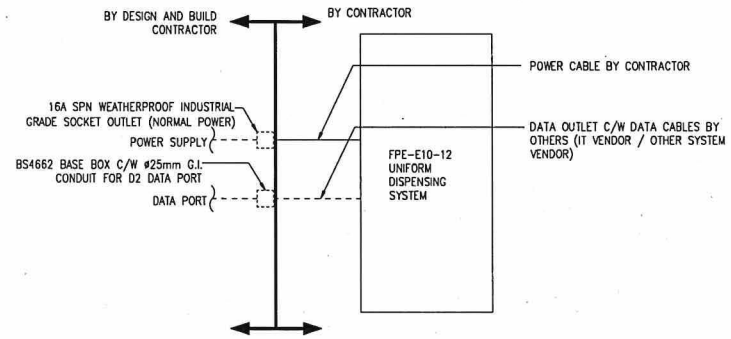 BY DESIGN AND BUILD
CONTRACTOR
BY CONTRACTOR
POWER CABLE BY CONTRACTOR
16A SPN WEATHERPROOF INDUSTRIAL
GRADE SOCKET OUTLET (NORMAL POWER)
POWER SUPPLY
DATA OUTLET C/W DATA CABLES BY
OTHERS (IT VENDOR / OTHER SYSTEM
VENDOR)
BS4662 BASE BOX C/W ø25mm G.I.
CONDUIT FOR D2 DATA PORT
DATA PORT
FPE-E10-12
UNIFORM
DISPENSING
SYSTEM